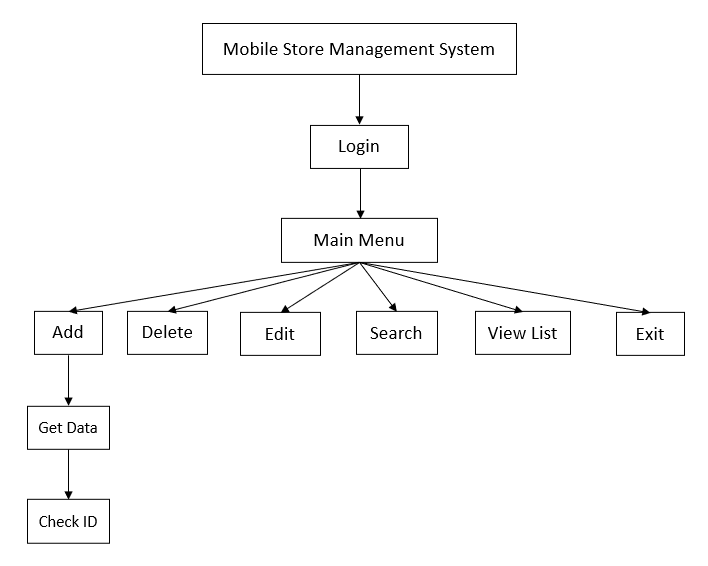 Mobile Store Management System
Login
Main Menu
Add
Delete
Edit
Search
View List
Exit
Get Data
Check ID